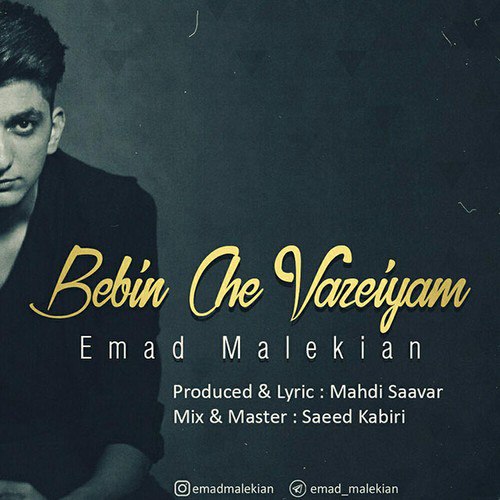 Bebin Che Vazeiyam
Emad Malekian
Produced & Lyric : Mahdi Saavar
Mix & Master : Saeed Kabiri
emadmalekian emad_malekian